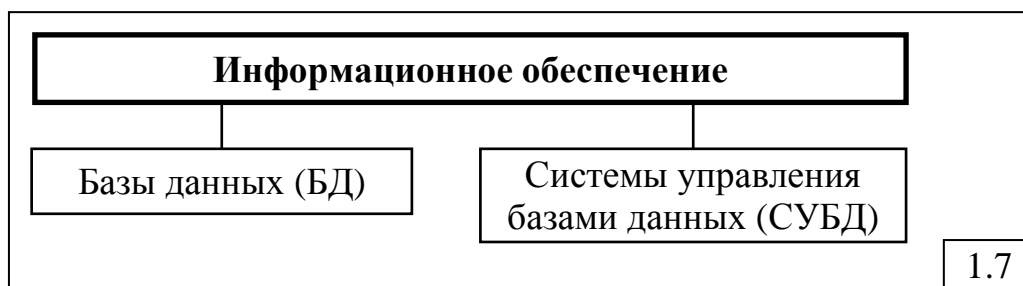 Информационное обеспечение
Базы данных (БД)
Системы управления
базами данных (СУБД)
1.7